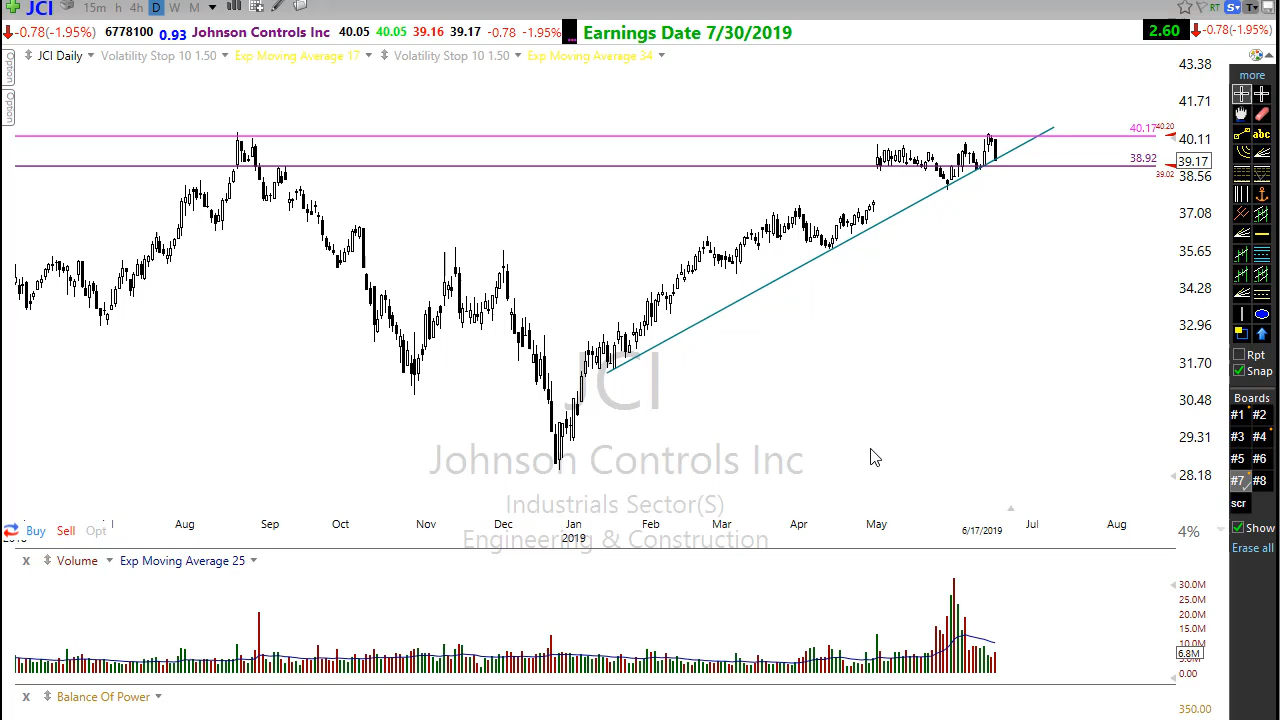 JCI 15m h 4h D W M RT S T
-0.78(-1.95%) 6778100 0.93 Johnson Controls Inc 40.05 40.05 39.16 39.17 -0.78 -1.95% ... Earnings Date 7/30/2019 2.60 -0.78(-1.95%)
JCI Daily Volatility Stop 10 1.50 Exp Moving Average 17 Volatility Stop 10 1.50 Exp Moving Average 34
Option
Option
43.38
41.71
40.17 40.20
40.11
38.92 39.17
39.02
38.56
37.08
35.65
34.28
32.96
31.70
30.48
29.31
28.18
JCI
Johnson Controls Inc
Industrials Sector(S)
Engineering & Construction
Buy Sell Opt
Aug Sep Oct Nov Dec Jan Feb Mar Apr May 6/17/2019 Jul Aug
2019
4%
X Volume Exp Moving Average 25
30.0M
25.0M
20.0M
15.0M
10.0M
6.8M
0.00
X Balance Of Power
350.00
more
abc
Rpt
Snap
Boards
#1 #2
#3 #4
#5 #6
#7 #8
scr
Show
Erase all